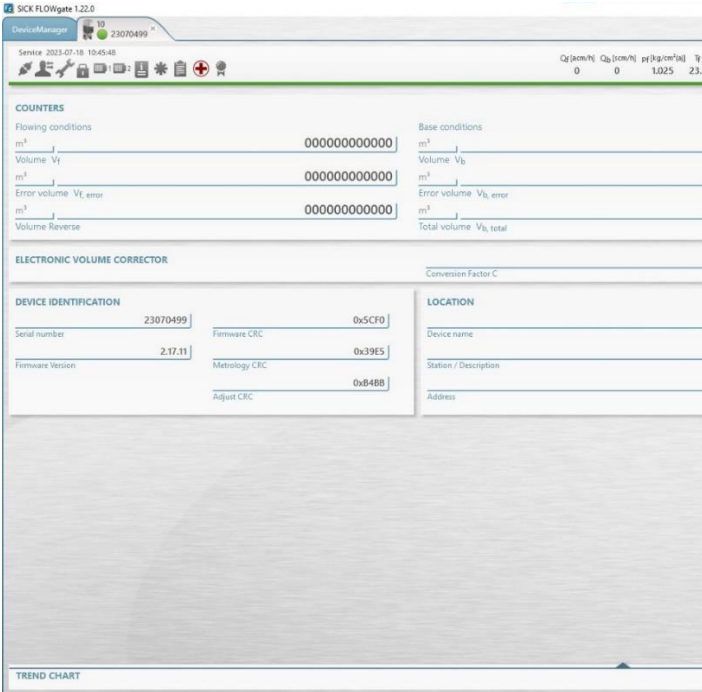 SICK FLOWgate 1.22.0
DeviceManager 10 23070499 ×
Service 2023-07-18 10:45:48
Qf [acm/h] Qb [scm/h] pf [kg/cm²(a)] Tf
0 0 1.025 23.
1 2
COUNTERS
Flowing conditions
m³ 000000000000
Volume Vf
m³ 000000000000
Error volume Vf, error
m³ 000000000000
Volume Reverse
Base conditions
m³
Volume Vb
m³
Error volume Vb, error
m³
Total volume Vb, total
ELECTRONIC VOLUME CORRECTOR
Conversion Factor C
DEVICE IDENTIFICATION
23070499
Serial number
2.17.11
Firmware Version
0x5CF0
Firmware CRC
0x39E5
Metrology CRC
0xB4BB
Adjust CRC
LOCATION
Device name
Station / Description
Address
TREND CHART